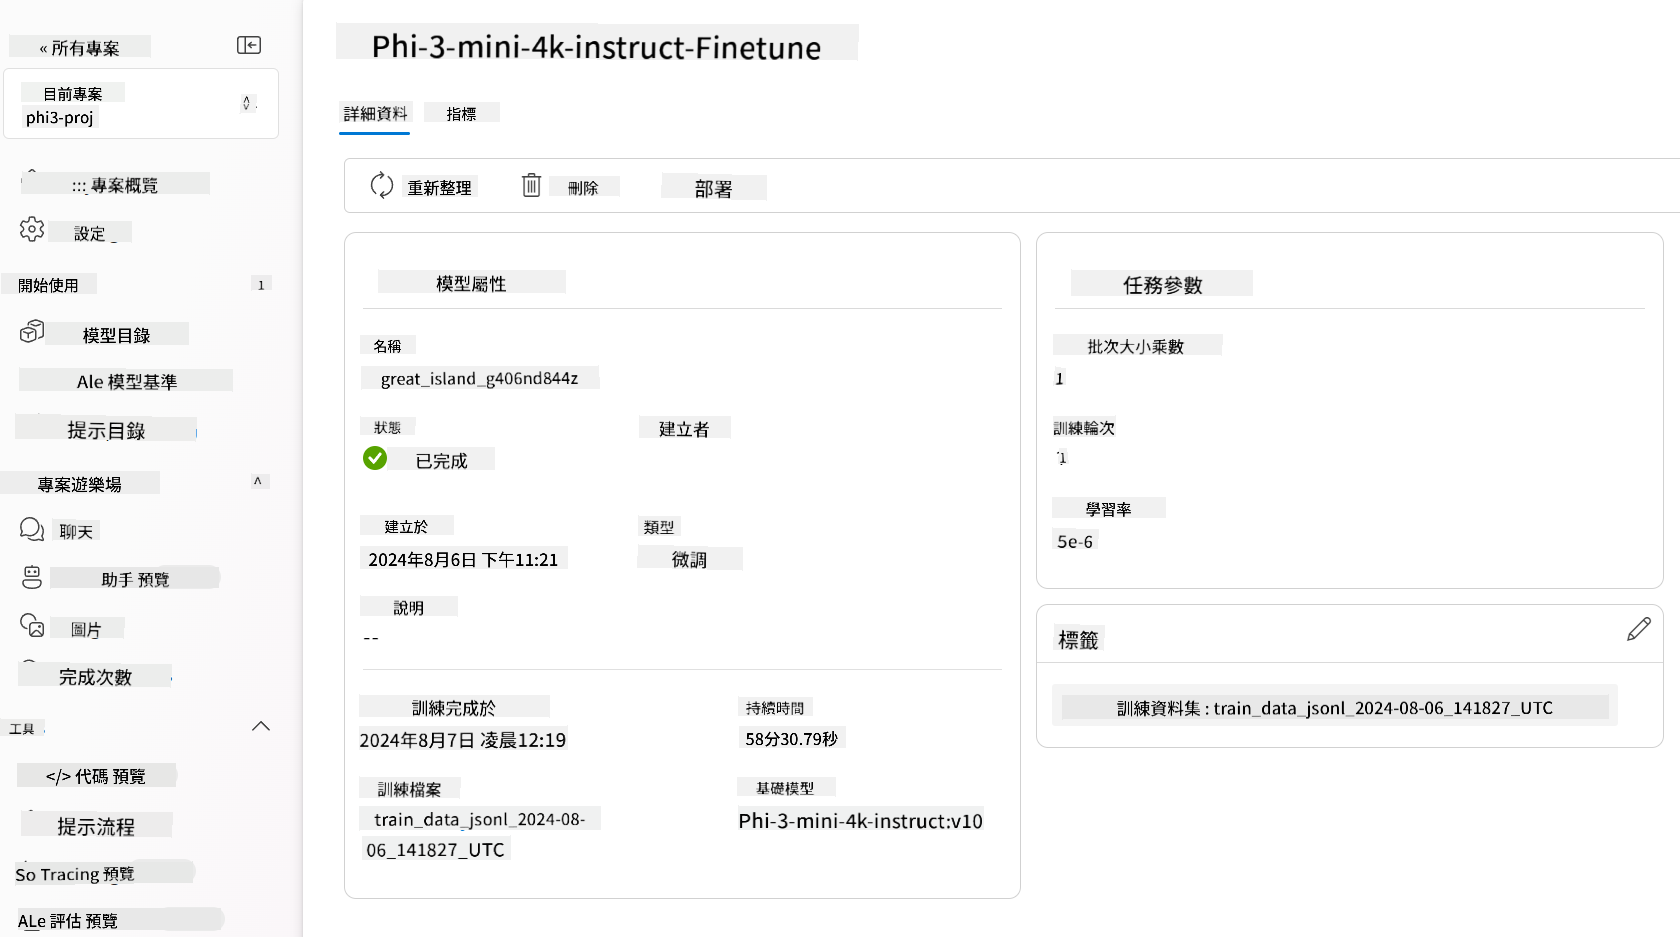 « 所有專案
目前專案
phi3-proj
::: 專案概覽
設定
開始使用
1
模型目錄
Ale 模型基準
提示目錄
專案遊樂場
^
聊天
助手 預覽
圖片
完成次數
工具
</> 代碼 預覽
提示流程
So Tracing 預覽
ALe 評估 預覽
Phi-3-mini-4k-instruct-Finetune
詳細資料 指標
重新整理 刪除 部署
模型屬性
名稱
great_island_g406nd844z
狀態 建立者
已完成
建立於 類型
2024年8月6日 下午11:21 微調
說明
--
訓練完成於 持續時間
2024年8月7日 凌晨12:19 58分30.79秒
訓練檔案 基礎模型
train_data_jsonl_2024-08- Phi-3-mini-4k-instruct:v10
06_141827_UTC
任務參數
批次大小乘數
1
訓練輪次
1
學習率
5e-6
標籤
訓練資料集 : train_data_jsonl_2024-08-06_141827_UTC